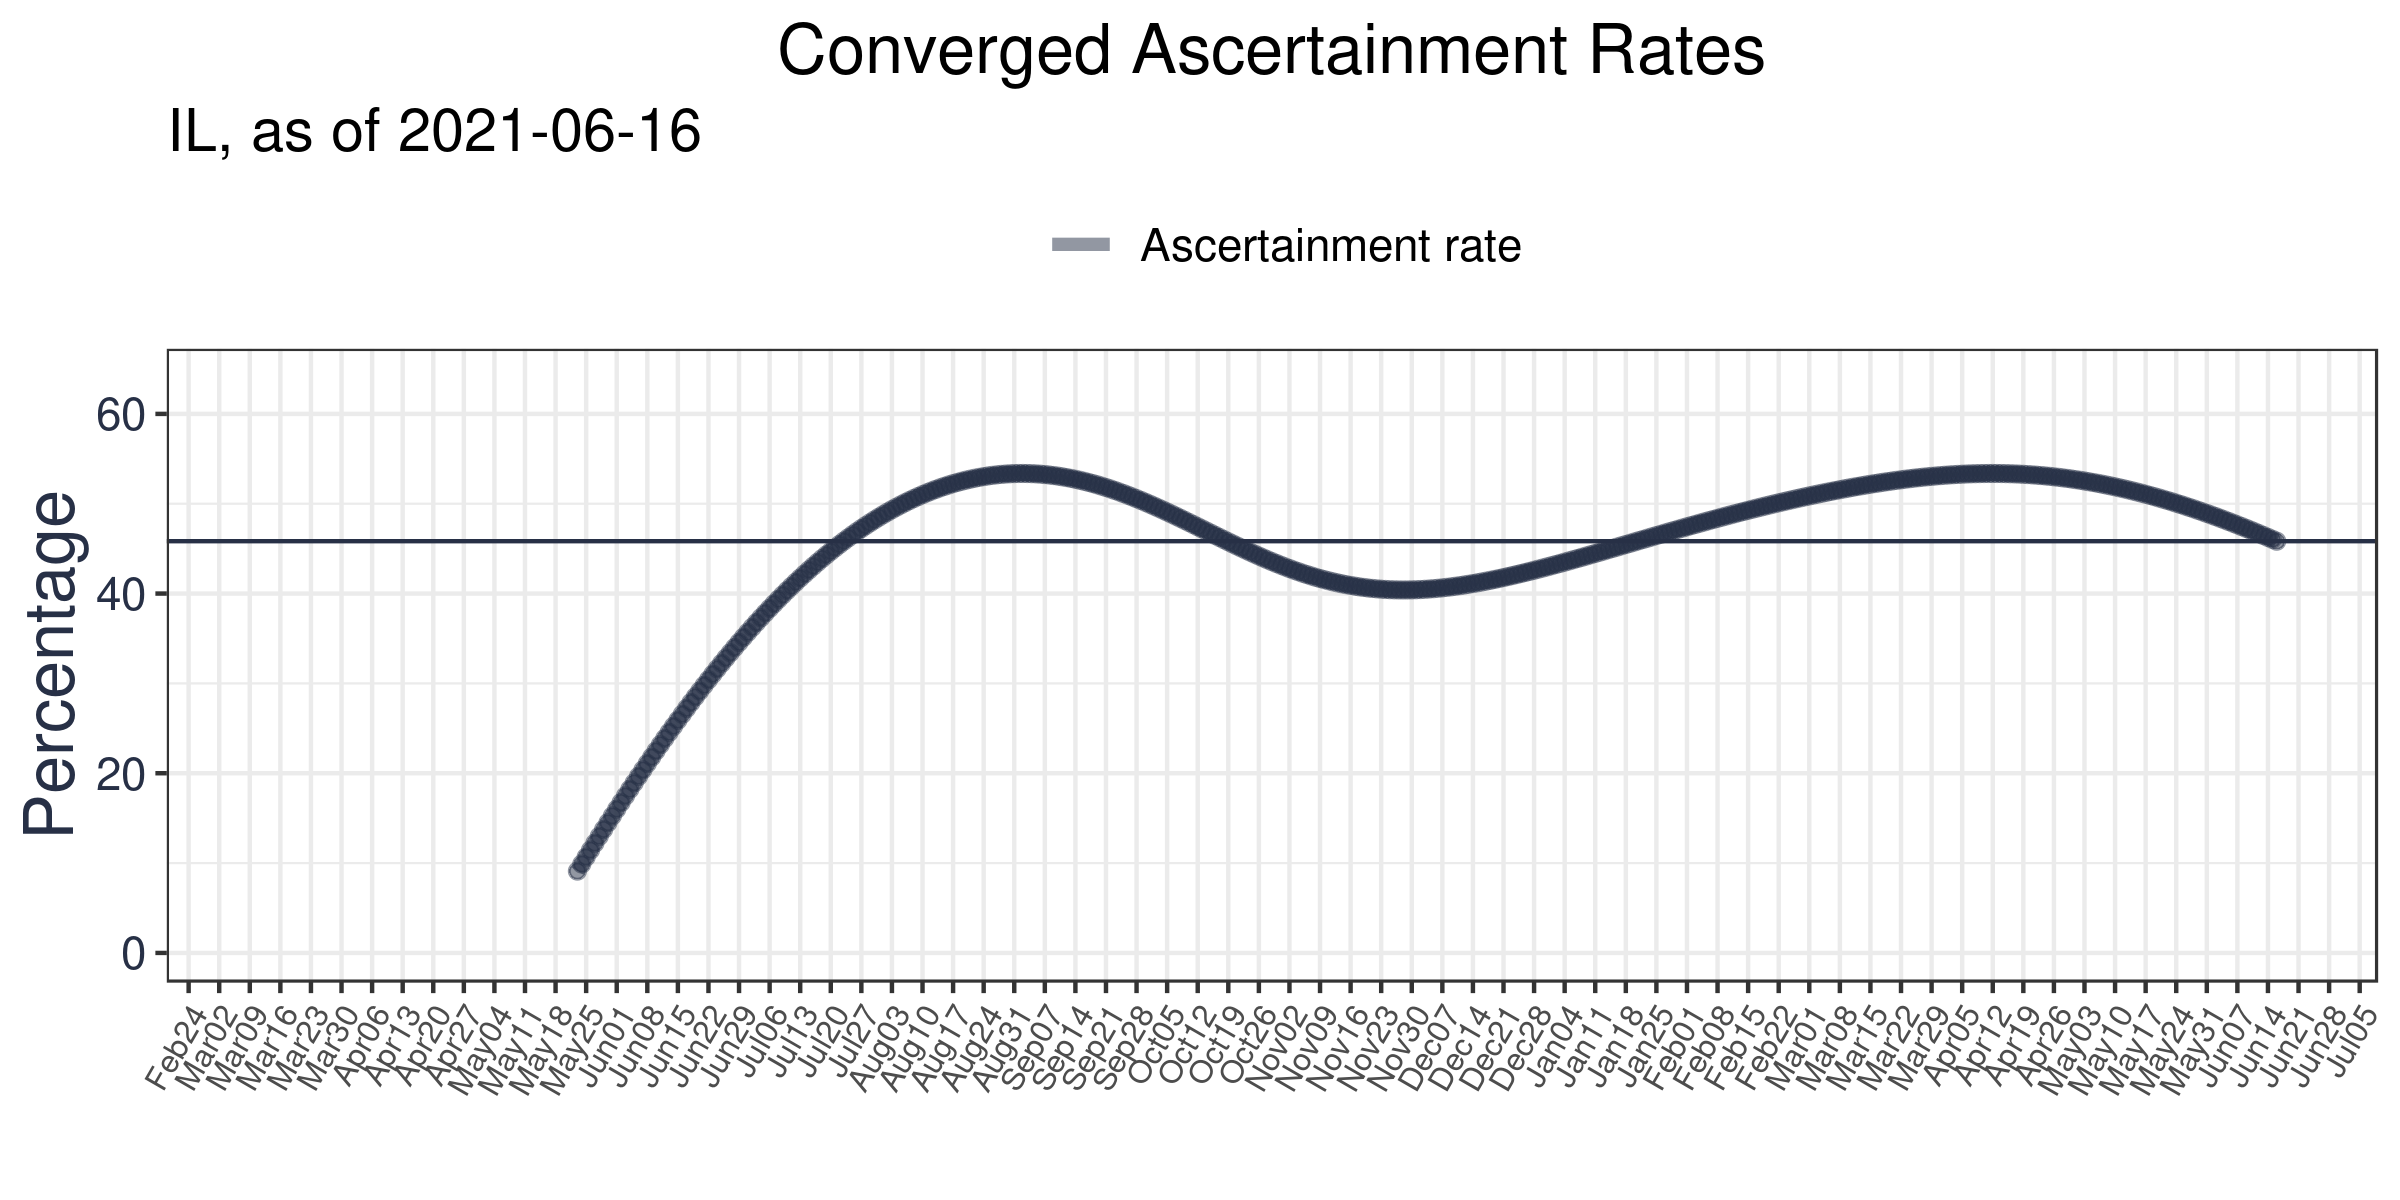 Converged Ascertainment Rates
IL, as of 2021-06-16
Ascertainment rate
Percentage
60
40
20
0
Feb24
Mar02
Mar09
Mar16
Mar23
Mar30
Apr06
Apr13
Apr20
Apr27
May04
May11
May18
May25
Jun01
Jun08
Jun15
Jun22
Jun29
Jul06
Jul13
Jul20
Jul27
Aug03
Aug10
Aug17
Aug24
Aug31
Sep07
Sep14
Sep21
Sep28
Oct05
Oct12
Oct19
Oct26
Nov02
Nov09
Nov16
Nov23
Nov30
Dec07
Dec14
Dec21
Dec28
Jan04
Jan11
Jan18
Jan25
Feb01
Feb08
Feb15
Feb22
Mar01
Mar08
Mar15
Mar22
Mar29
Apr05
Apr12
Apr19
Apr26
May03
May10
May17
May24
May31
Jun07
Jun14
Jun21
Jun28
Jul05